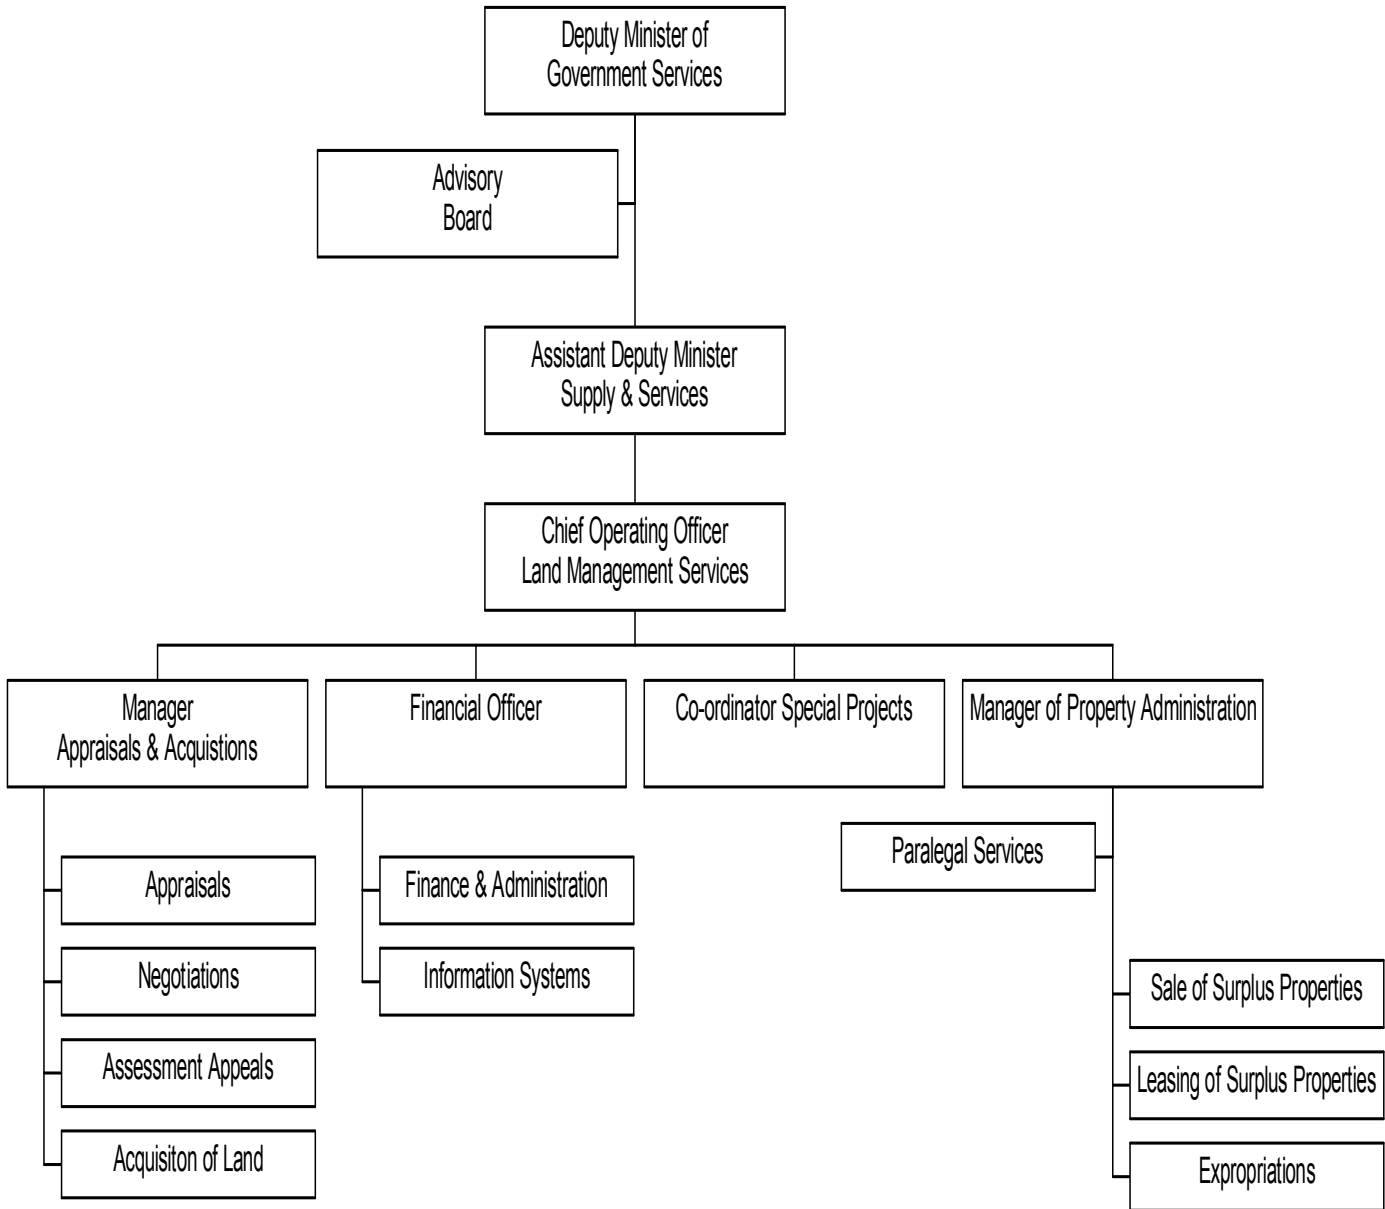 Deputy Minister of
Government Services
Advisory
Board
Assistant Deputy Minister
Supply & Services
Chief Operating Officer
Land Management Services
Manager
Appraisals & Acquistions
Financial Officer
Co-ordinator Special Projects
Manager of Property Administration
Paralegal Services
Appraisals
Finance & Administration
Negotiations
Information Systems
Sale of Surplus Properties
Assessment Appeals
Leasing of Surplus Properties
Acquisiton of Land
Expropriations